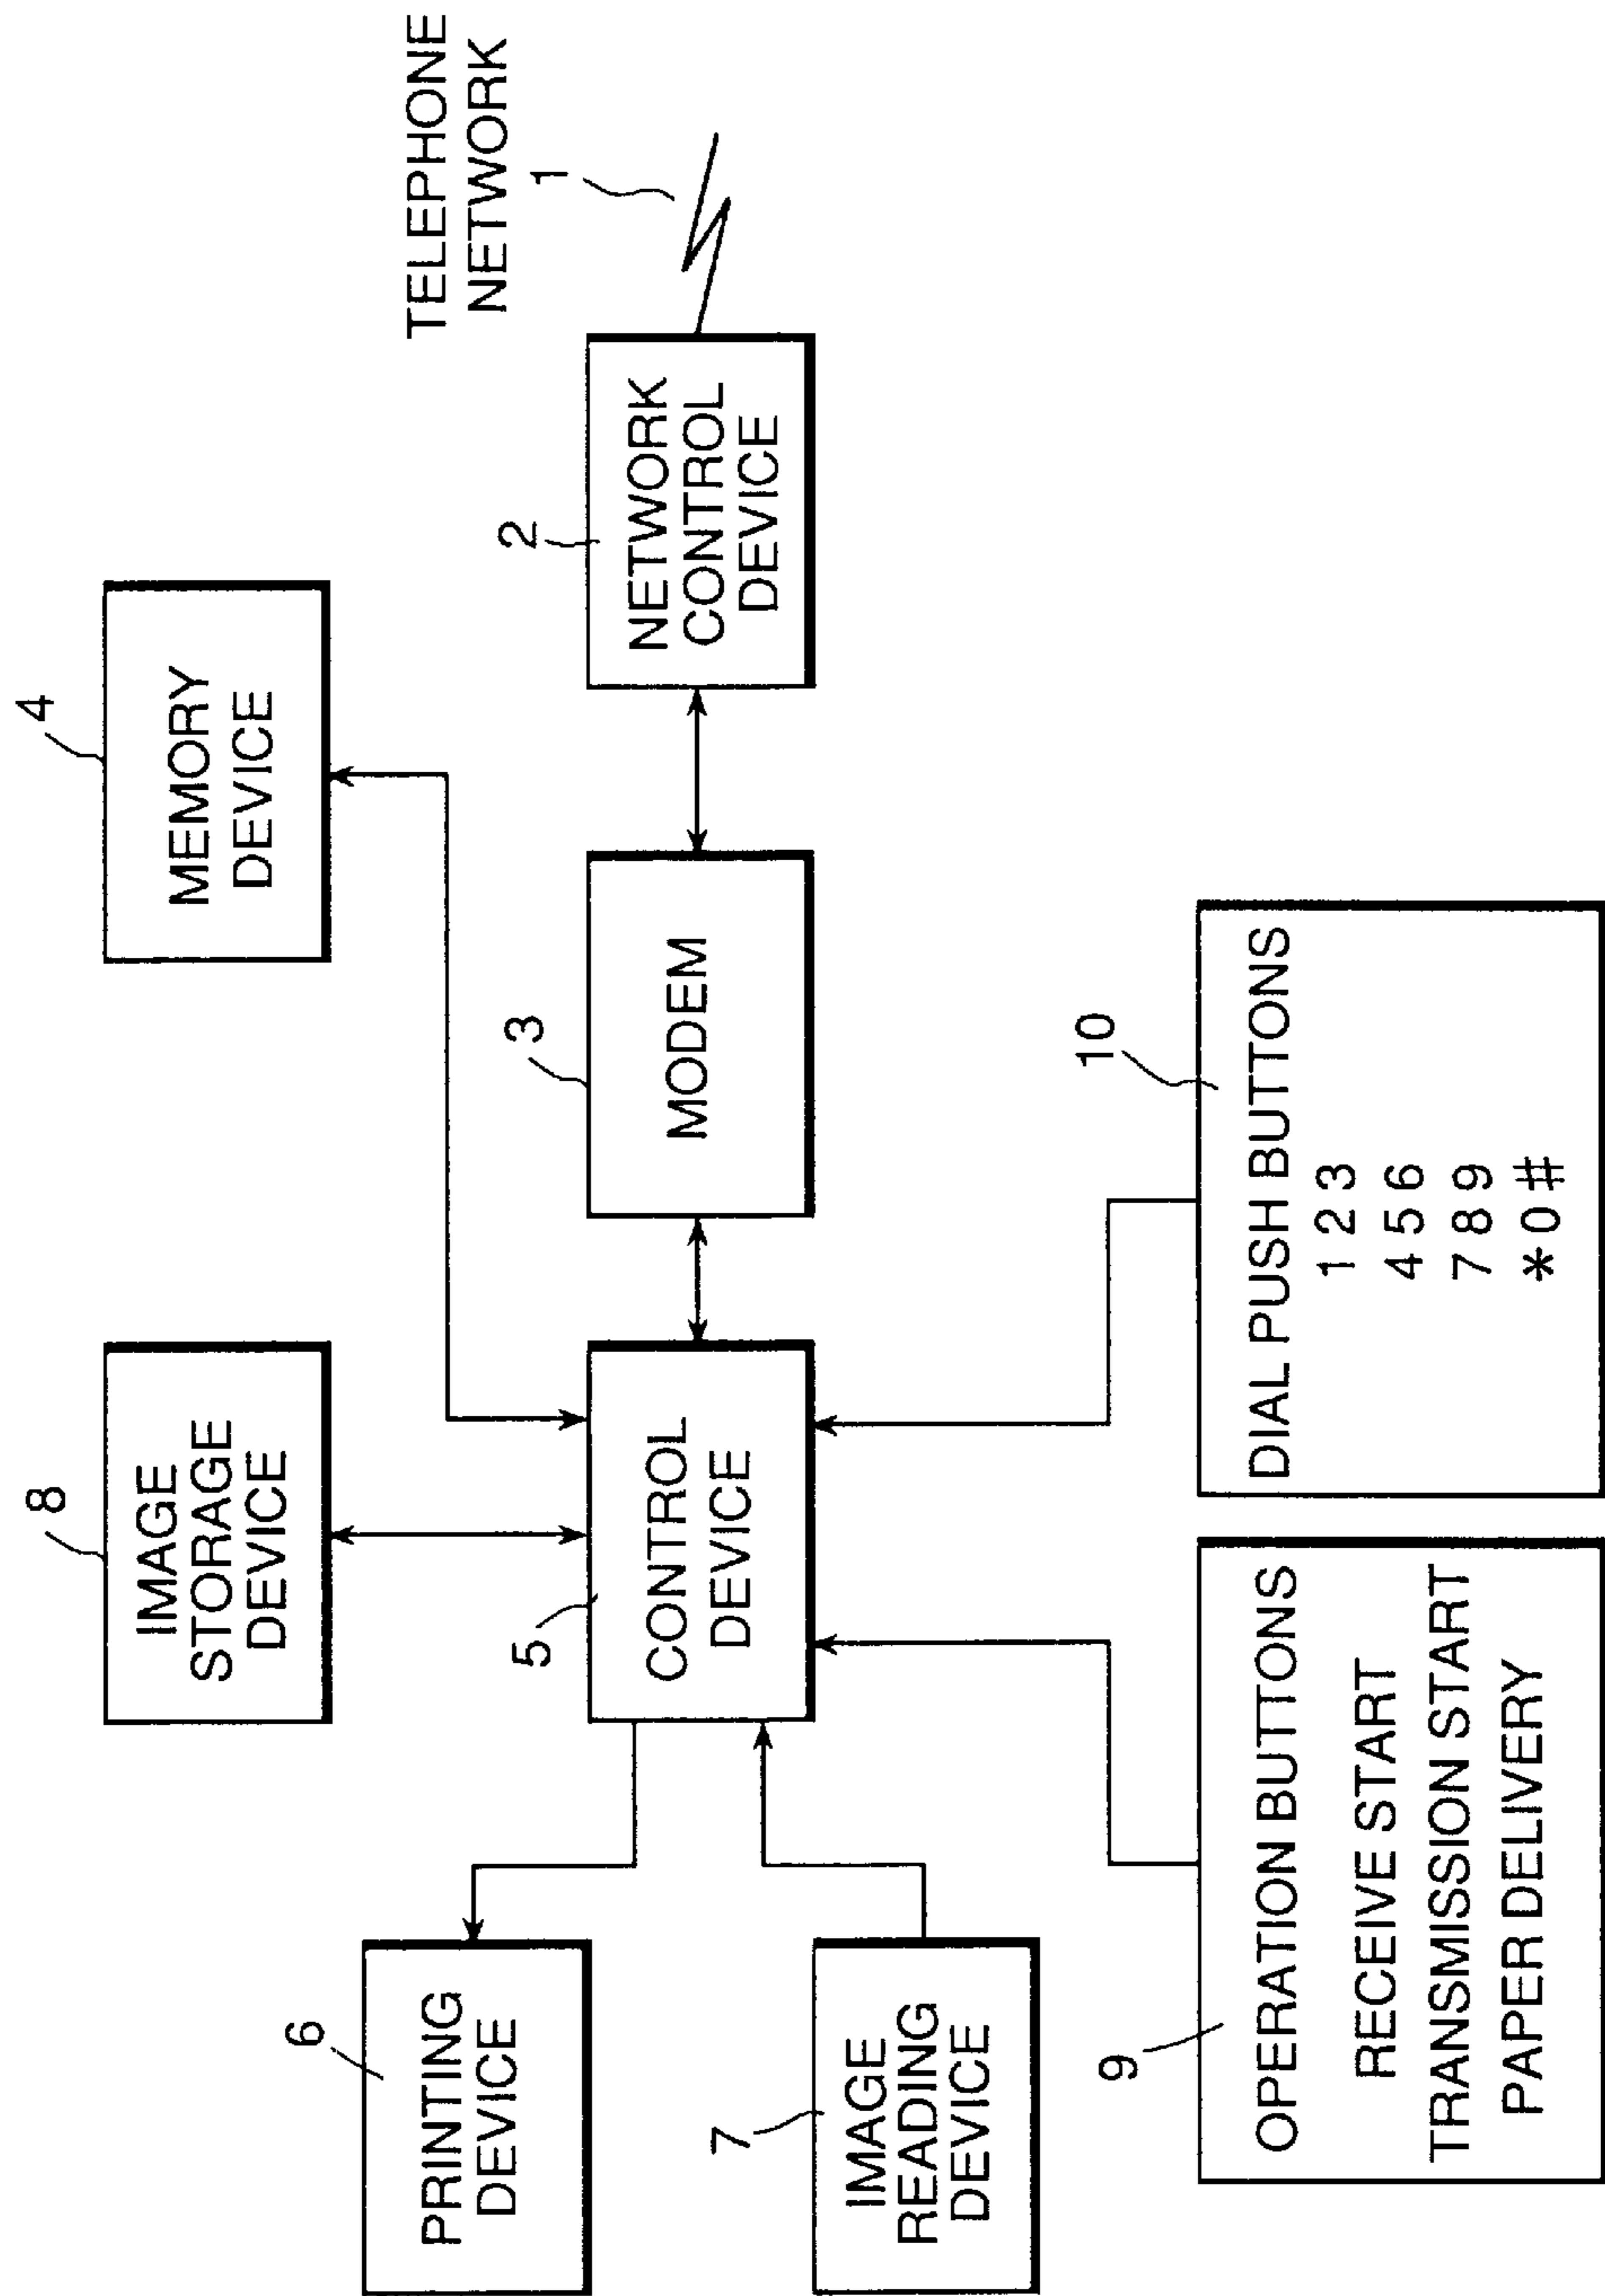 TELEPHONE
NETWORK
1
2
NETWORK
CONTROL
DEVICE
4
MEMORY
DEVICE
3
MODEM
8
IMAGE
STORAGE
DEVICE
5
CONTROL
DEVICE
6
PRINTING
DEVICE
7
IMAGE
READING
DEVICE
9
OPERATION BUTTONS
RECEIVE START
TRANSMISSION START
PAPER DELIVERY
10
DIAL PUSH BUTTONS
1 2 3
4 5 6
7 8 9
* 0 #